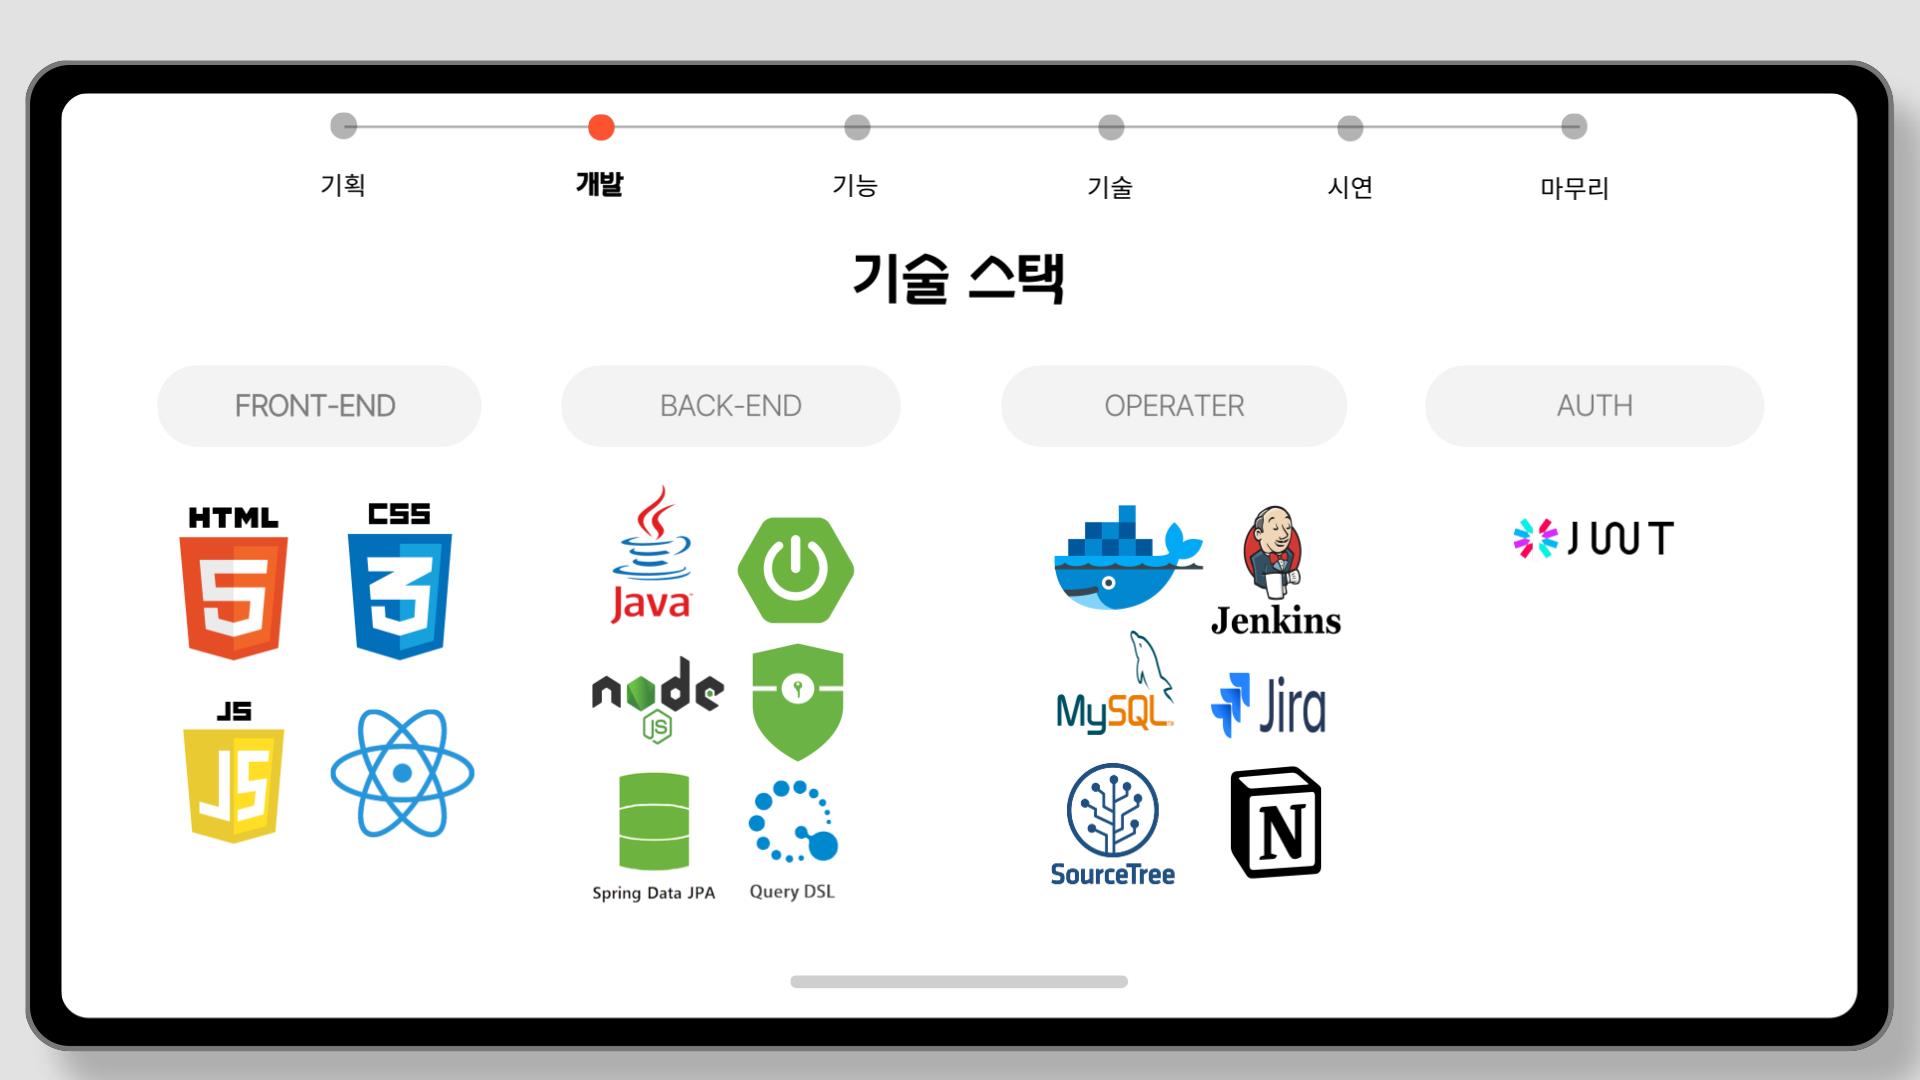 기획
개발
기능
기술
시연
마무리
기술 스택
FRONT-END
BACK-END
OPERATER
AUTH
HTML
5
CSS
3
JS
JS
Java
node
JS
Spring Data JPA
Query DSL
Jenkins
MySQL
Jira
SourceTree
N
JWT